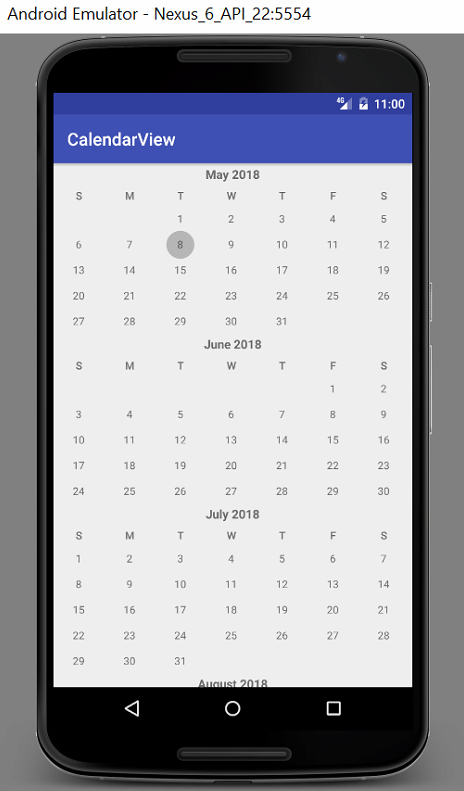 Android Emulator - Nexus_6_API_22:5554
4G 11:00
CalendarView
May 2018
S M T W T F S
1 2 3 4 5
6 7 8 9 10 11 12
13 14 15 16 17 18 19
20 21 22 23 24 25 26
27 28 29 30 31
June 2018
S M T W T F S
1 2
3 4 5 6 7 8 9
10 11 12 13 14 15 16
17 18 19 20 21 22 23
24 25 26 27 28 29 30
July 2018
S M T W T F S
1 2 3 4 5 6 7
8 9 10 11 12 13 14
15 16 17 18 19 20 21
22 23 24 25 26 27 28
29 30 31
August 2018